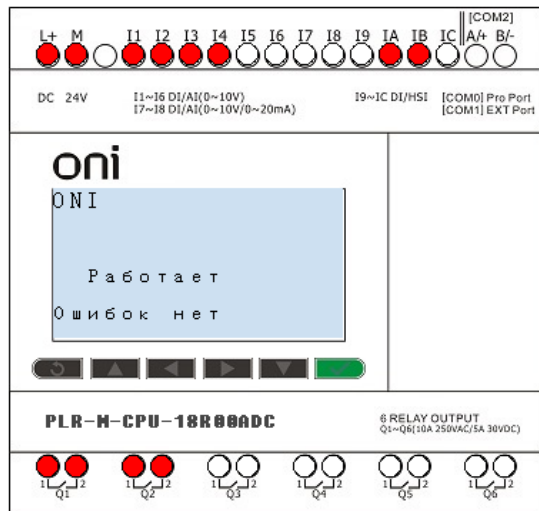 [COM2]
L+ M I1 I2 I3 I4 I5 I6 I7 I8 I9 IA IB IC A/+ B/-
DC 24V I1~I6 DI/AI(0~10V) I9~IC DI/HSI [COM0] Pro Port
I7~I8 DI/AI(0~10V/0~20mA) [COM1] EXT Port
oni
ONI
Работает
Ошибок нет
PLR-M-CPU-18R00ADC 6 RELAY OUTPUT
Q1~Q6(10A 250VAC/5A 30VDC)
1 2 1 2 1 2 1 2 1 2 1 2
Q1 Q2 Q3 Q4 Q5 Q6